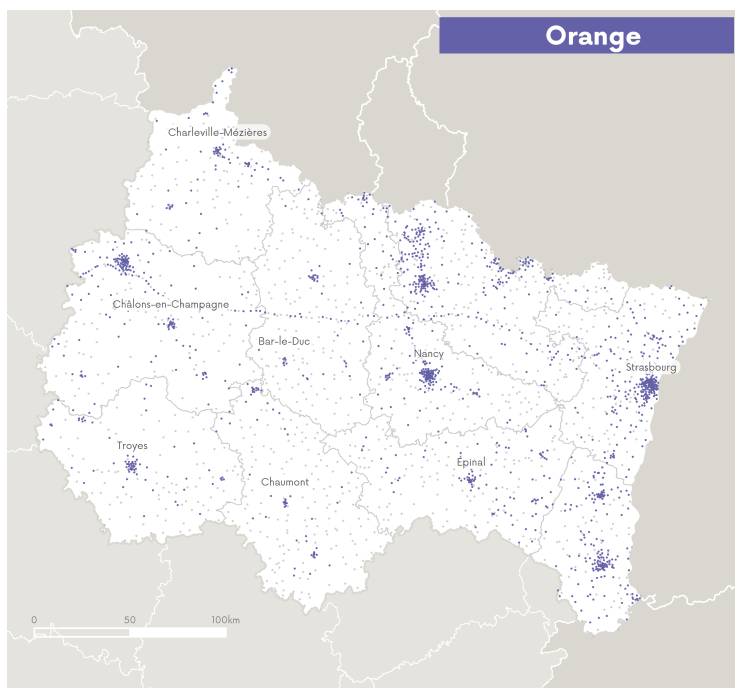 Orange
Charleville-Mézières
Châlons-en-Champagne
Bar-le-Duc
Nancy
Strasbourg
Troyes
Épinal
Chaumont
0 50 100km